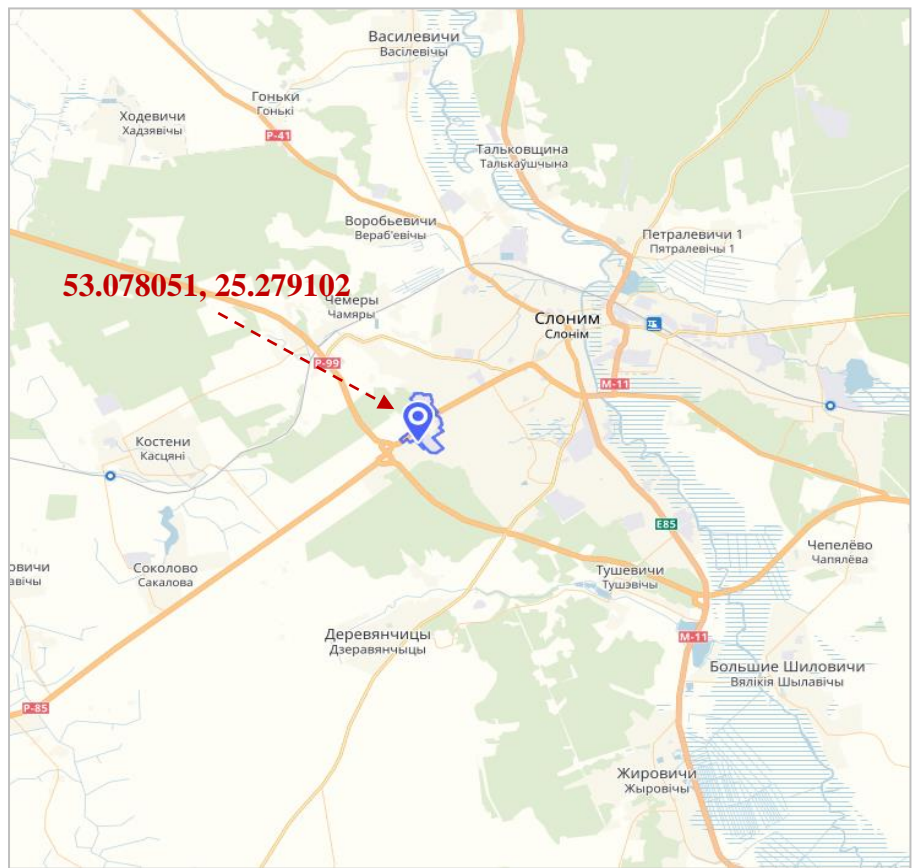 Василевичи
Васілевічы
Гоньки
Гонькі
Ходевичи
Хадзявічы
Р-41
Тальковщина
Талькаўшчына
Воробьевичи
Вераб'евічы
Петралевичи 1
Пятралевічы 1
53.078051, 25.279102
Чемеры
Чамяры
Слоним
Слонім
Р-99
М-11
Костени
Касцяні
Е85
Чепелёво
Чапялёва
овичи
авічы
Соколово
Сакалова
Тушевичи
Тушэвічы
Деревянчицы
Дзеравянчыцы
М-11
Большие Шиловичи
Вялікія Шылавічы
Р-85
Жировичи
Жыровічы